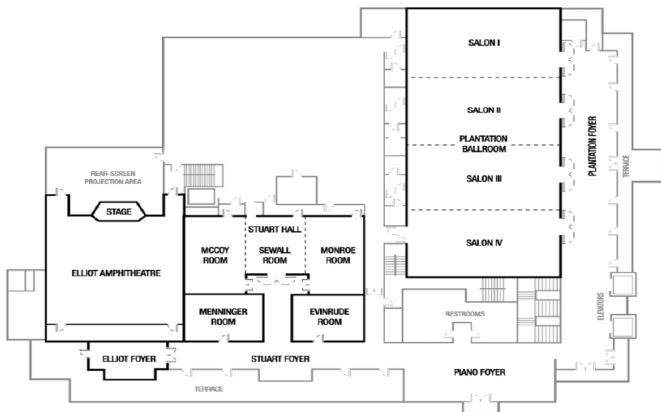 SALON I
SALON II
PLANTATION
BALLROOM
SALON III
SALON IV
PLANTATION FOYER
TERRACE
ELEVATORS
REAR-SCREEN
PROJECTION AREA
STAGE
ELLIOT AMPHITHEATRE
STUART HALL
MCCOY
ROOM
SEWALL
ROOM
MONROE
ROOM
MENNINGER
ROOM
EVINRUDE
ROOM
RESTROOMS
ELLIOT FOYER
STUART FOYER
PIANO FOYER
TERRACE